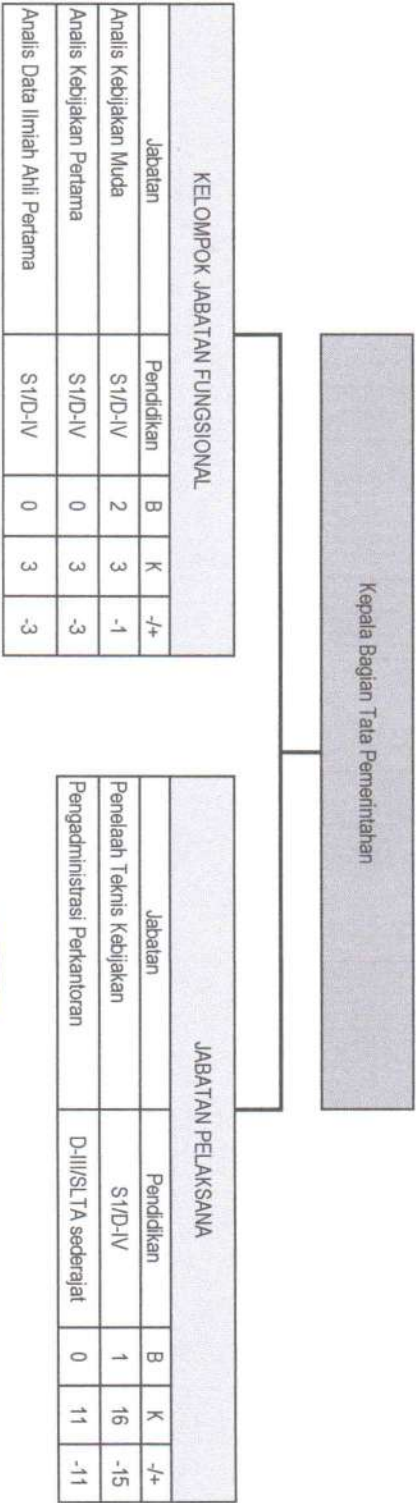 Kepala Bagian Tata Pemerintahan
KELOMPOK JABATAN FUNGSIONAL
Jabatan Pendidikan B K -/+
Analis Kebijakan Muda S1/D-IV 2 3 -1
Analis Kebijakan Pertama S1/D-IV 0 3 -3
Analis Data Ilmiah Ahli Pertama S1/D-IV 0 3 -3
JABATAN PELAKSANA
Jabatan Pendidikan B K -/+
Penelaah Teknis Kebijakan S1/D-IV 1 16 -15
Pengadministrasi Perkantoran D-III/SLTA sederajat 0 11 -11